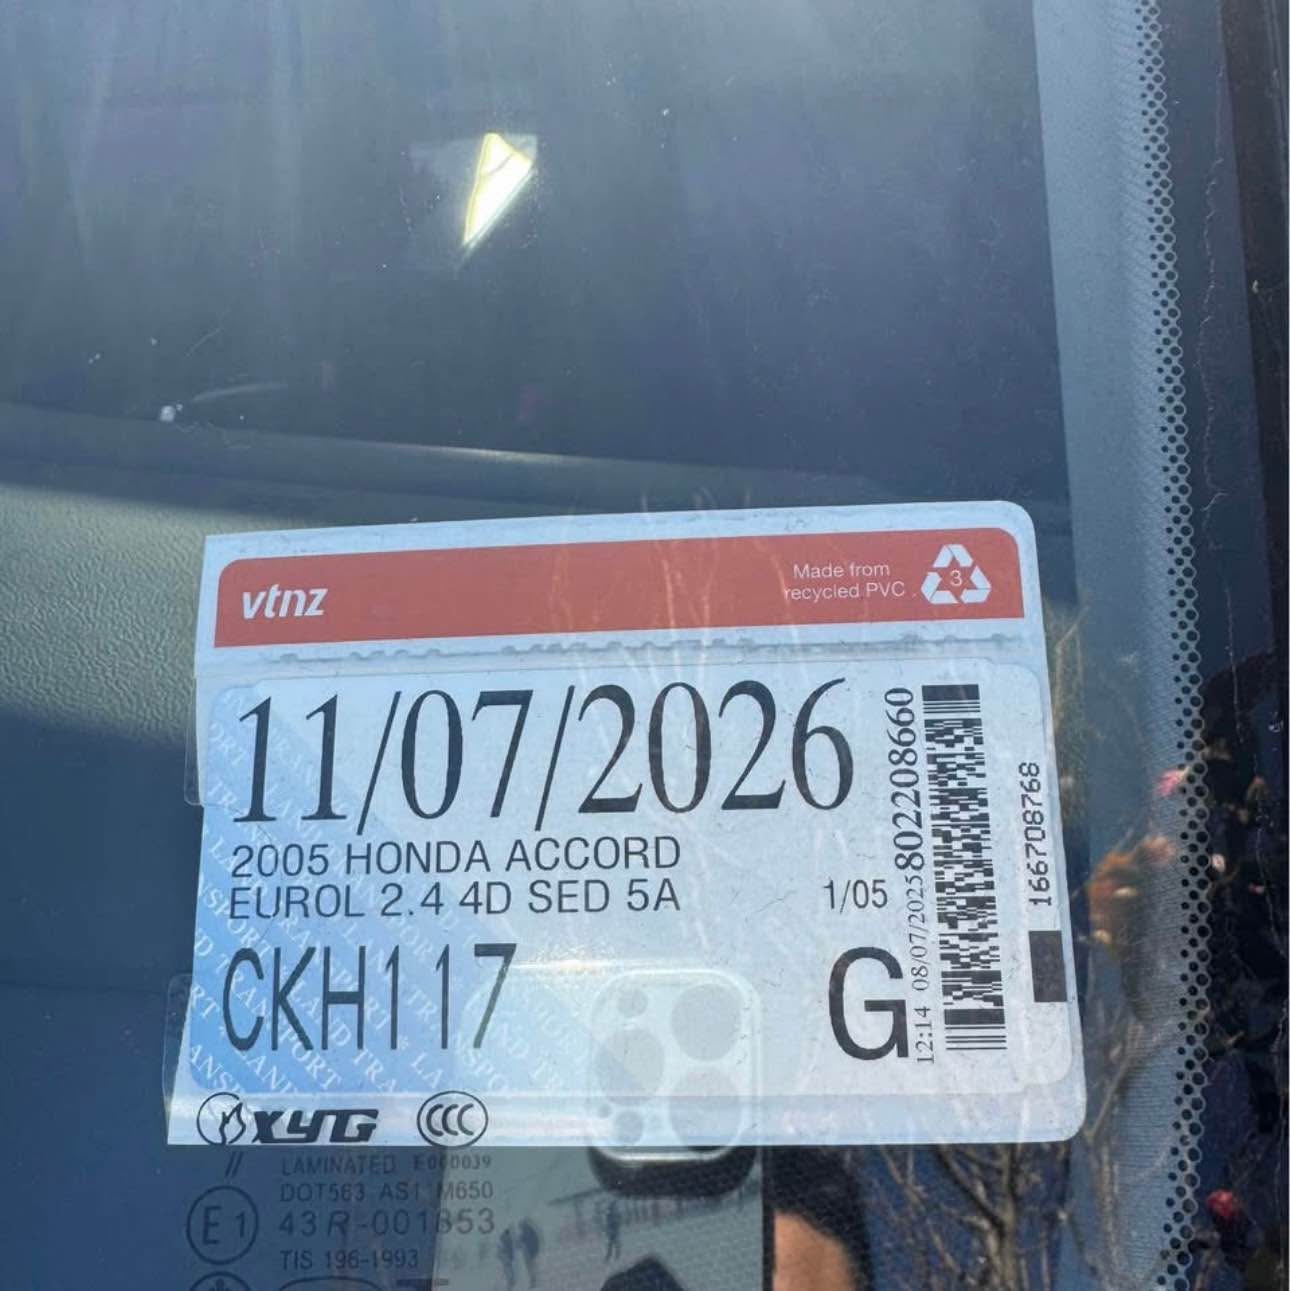 vtnz
Made from
recycled PVC
3
11/07/2026
2005 HONDA ACCORD
EUROL 2.4 4D SED 5A
1/05
CKH117
G
12:14 08/07/2025 802208660
166708768
XYG
CCC
//
LAMINATED
DOT563 AS1 M650
E1
TIS 196-1993